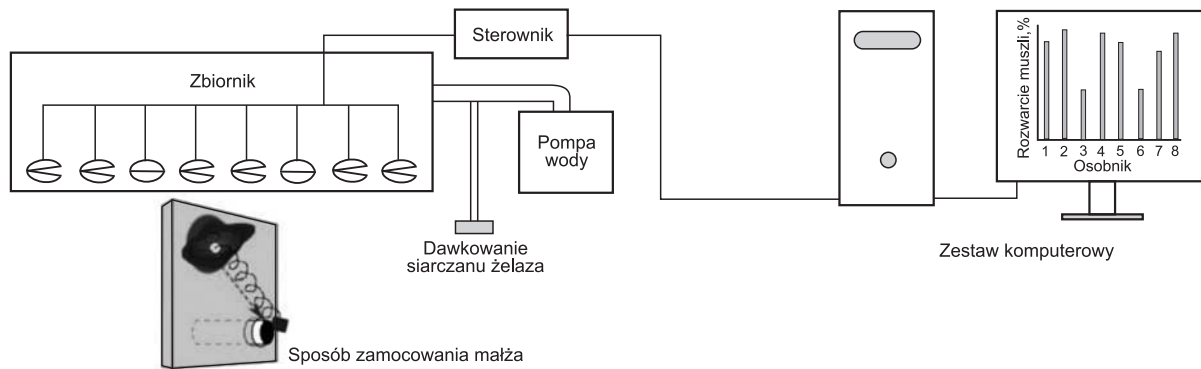 Sterownik
Zbiornik
Pompa
wody
Dawkowanie
siarczanu żelaza
Sposób zamocowania małża
Rozwarcie muszli,%
1 2 3 4 5 6 7 8
Osobnik
Zestaw komputerowy